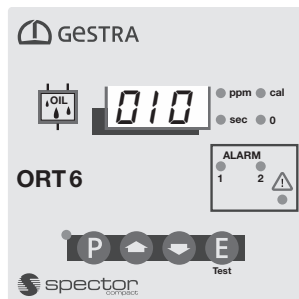 GESTRA
OIL
010
ppm cal
sec 0
ALARM
1 2
ORT 6
P E
Test
spector
compact